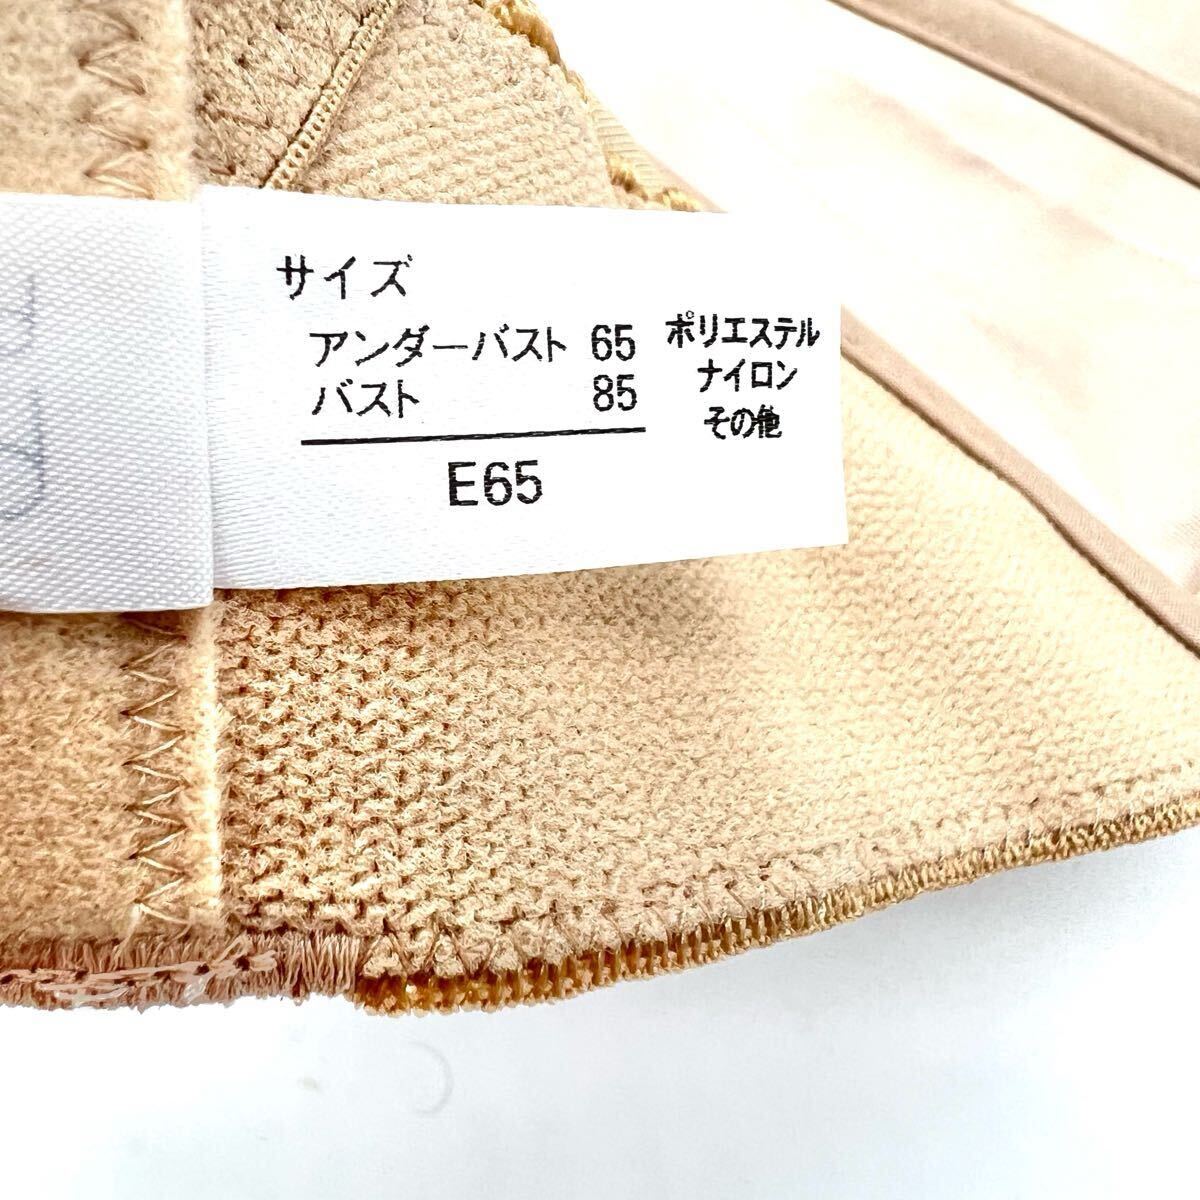 サイズ
アンダーバスト 65
バスト 85
E65
ポリエステル
ナイロン
その他